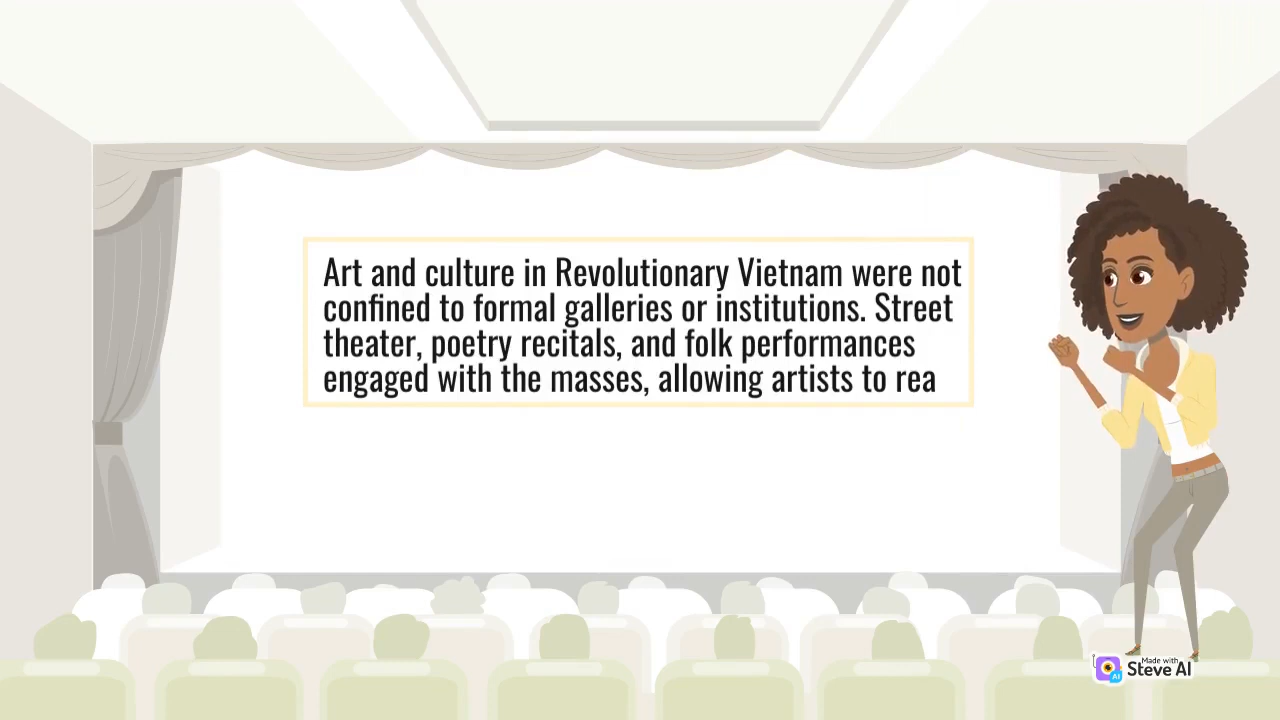 Art and culture in Revolutionary Vietnam were not
confined to formal galleries or institutions. Street
theater, poetry recitals, and folk performances
engaged with the masses, allowing artists to rea
Made with
Steve AI
AI